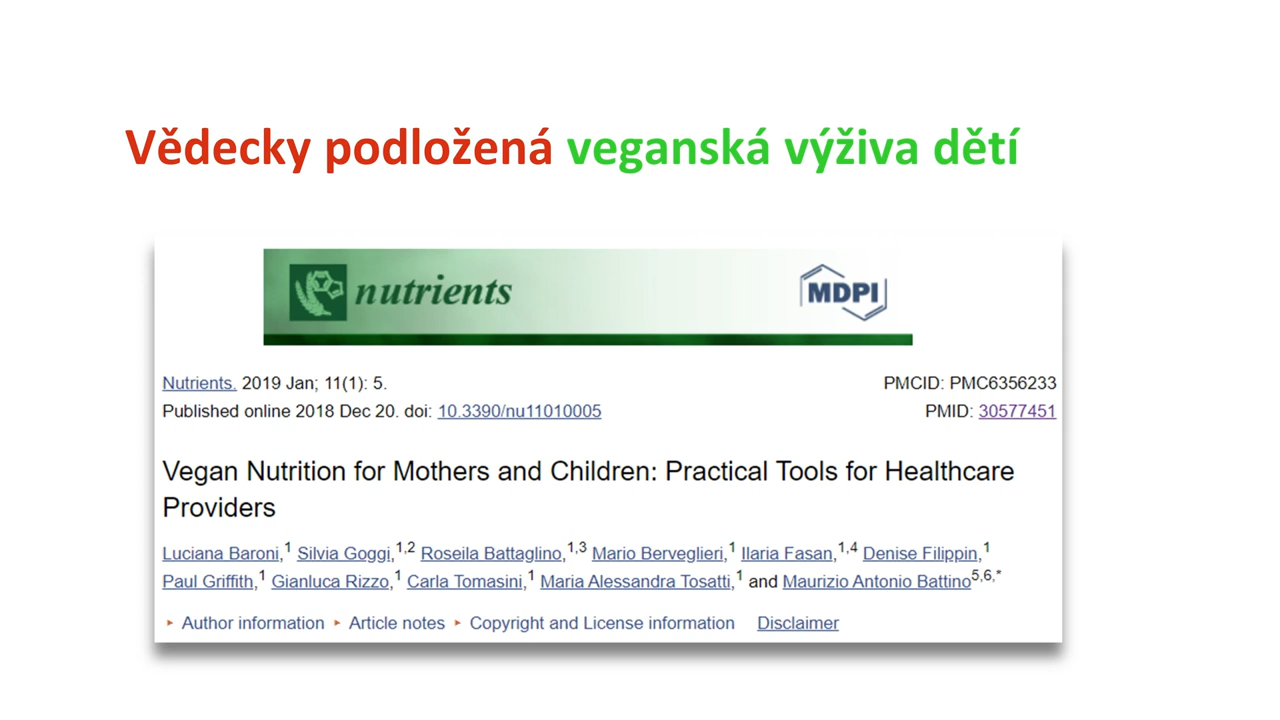 Vědecky podložená veganská výživa dětí
nutrients
MDPI
Nutrients. 2019 Jan; 11(1): 5.
PMCID: PMC6356233
Published online 2018 Dec 20. doi: 10.3390/nu11010005
PMID: 30577451
Vegan Nutrition for Mothers and Children: Practical Tools for Healthcare
Providers
Luciana Baroni,1 Silvia Goggi,1,2 Roseila Battaglino,1,3 Mario Berveglieri,1 Ilaria Fasan,1,4 Denise Filippin,1
Paul Griffith,1 Gianluca Rizzo,1 Carla Tomasini,1 Maria Alessandra Tosatti,1 and Maurizio Antonio Battino5,6,*
▸ Author information ▸ Article notes ▸ Copyright and License information Disclaimer